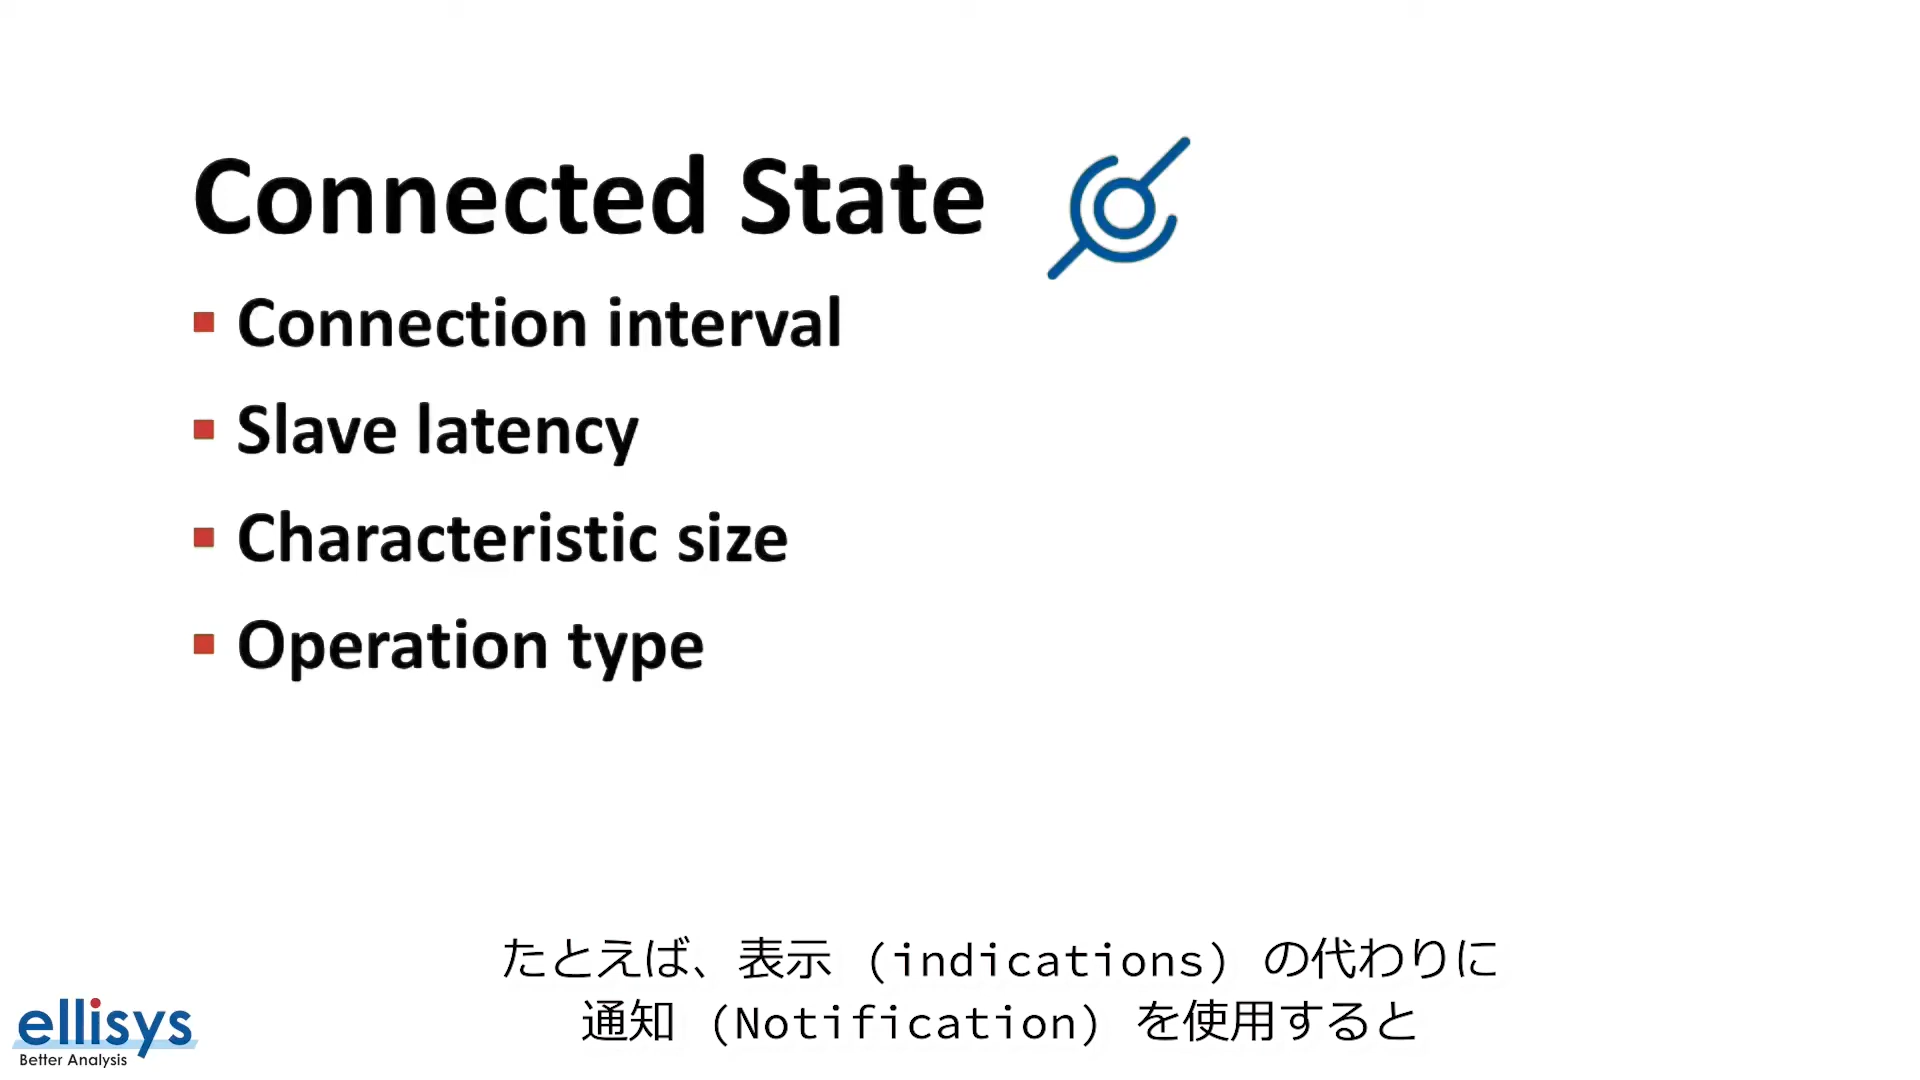 Connected State
Connection interval
Slave latency
Characteristic size
Operation type
たとえば、表示 (indications) の代わりに
通知 (Notification) を使用すると
ellisys
Better Analysis